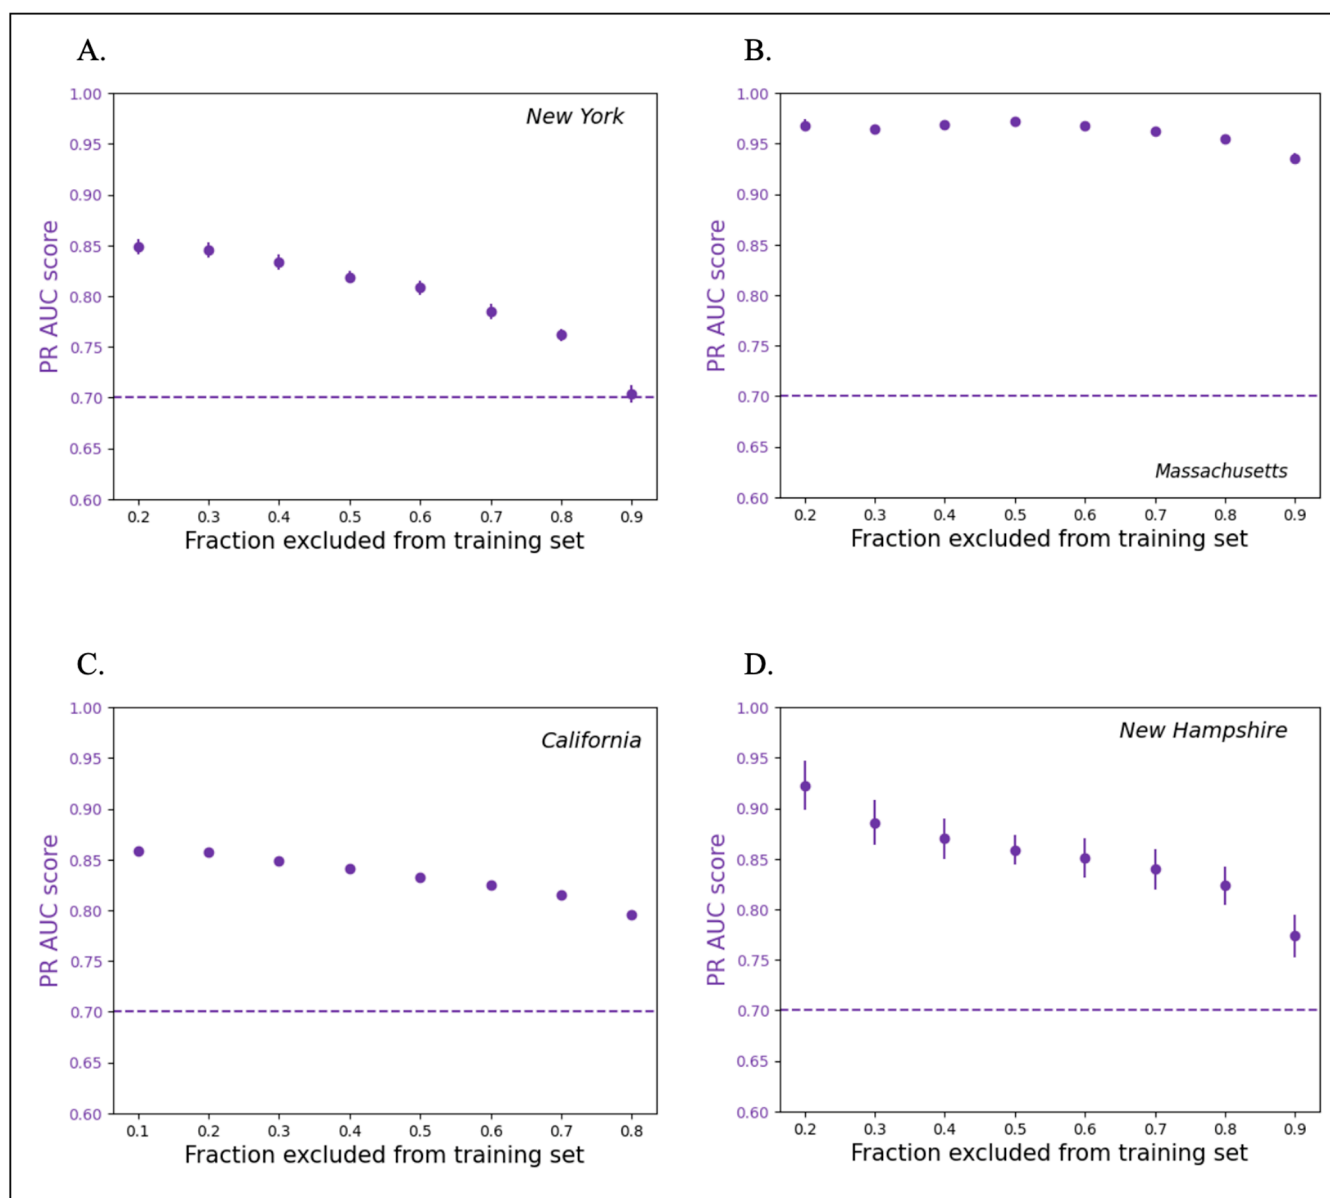 A.
New York
PR AUC score
1.00
0.95
0.90
0.85
0.80
0.75
0.70
0.65
0.60
0.2 0.3 0.4 0.5 0.6 0.7 0.8 0.9
Fraction excluded from training set
B.
PR AUC score
1.00
0.95
0.90
0.85
0.80
0.75
0.70
0.65
0.60
Massachusetts
0.2 0.3 0.4 0.5 0.6 0.7 0.8 0.9
Fraction excluded from training set
C.
California
PR AUC score
1.00
0.95
0.90
0.85
0.80
0.75
0.70
0.65
0.60
0.1 0.2 0.3 0.4 0.5 0.6 0.7 0.8
Fraction excluded from training set
D.
New Hampshire
PR AUC score
1.00
0.95
0.90
0.85
0.80
0.75
0.70
0.65
0.60
0.2 0.3 0.4 0.5 0.6 0.7 0.8 0.9
Fraction excluded from training set